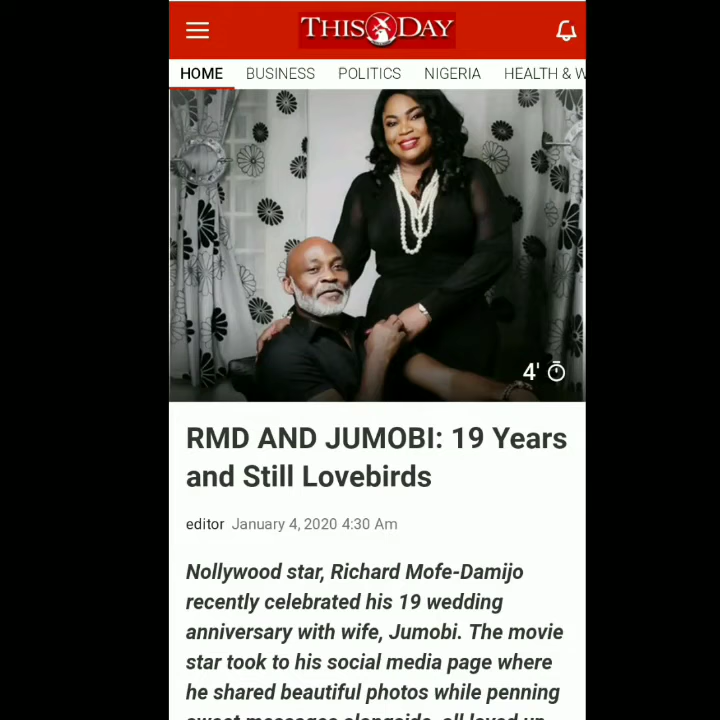 THISDAY
HOME BUSINESS POLITICS NIGERIA HEALTH & W
4'
RMD AND JUMOBI: 19 Years
and Still Lovebirds
editor January 4, 2020 4:30 Am
Nollywood star, Richard Mofe-Damijo
recently celebrated his 19 wedding
anniversary with wife, Jumobi. The movie
star took to his social media page where
he shared beautiful photos while penning